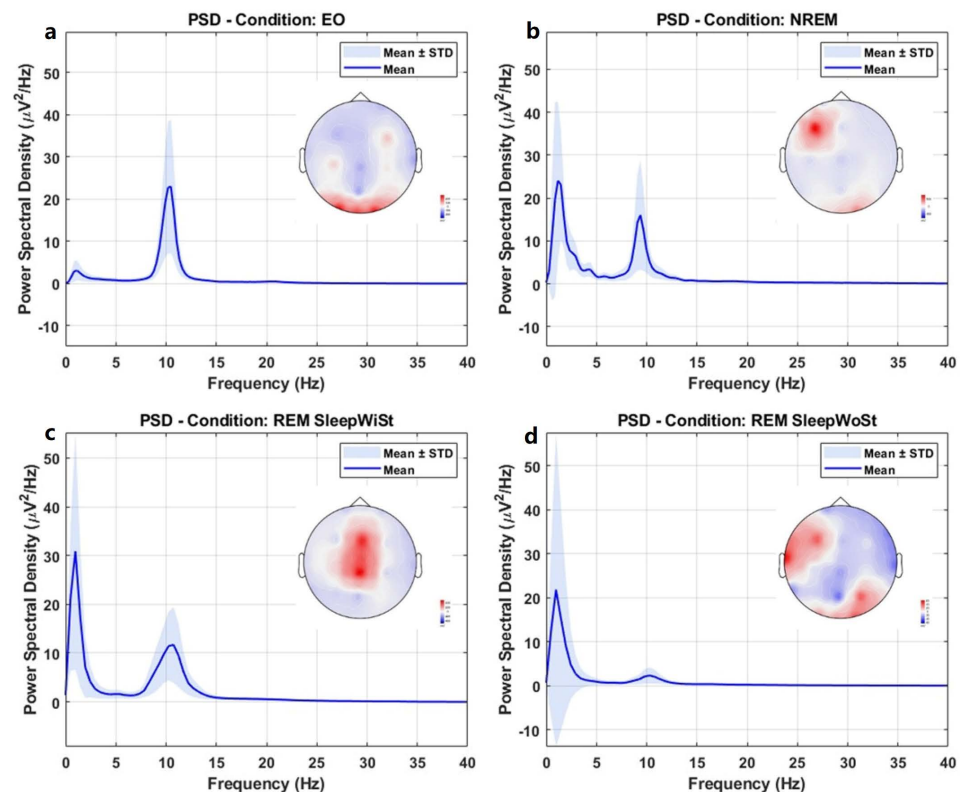 a
PSD - Condition: EO
Mean ± STD
Mean
Power Spectral Density (μV²/Hz)
50
40
30
20
10
0
-10
0 5 10 15 20 25 30 35 40
Frequency (Hz)
b
PSD - Condition: NREM
Mean ± STD
Mean
Power Spectral Density (μV²/Hz)
50
40
30
20
10
0
-10
0 5 10 15 20 25 30 35 40
Frequency (Hz)
c
PSD - Condition: REM SleepWiSt
Mean ± STD
Mean
Power Spectral Density (μV²/Hz)
50
40
30
20
10
0
0 5 10 15 20 25 30 35 40
Frequency (Hz)
d
PSD - Condition: REM SleepWoSt
Mean ± STD
Mean
Power Spectral Density (μV²/Hz)
50
40
30
20
10
0
-10
0 5 10 15 20 25 30 35 40
Frequency (Hz)